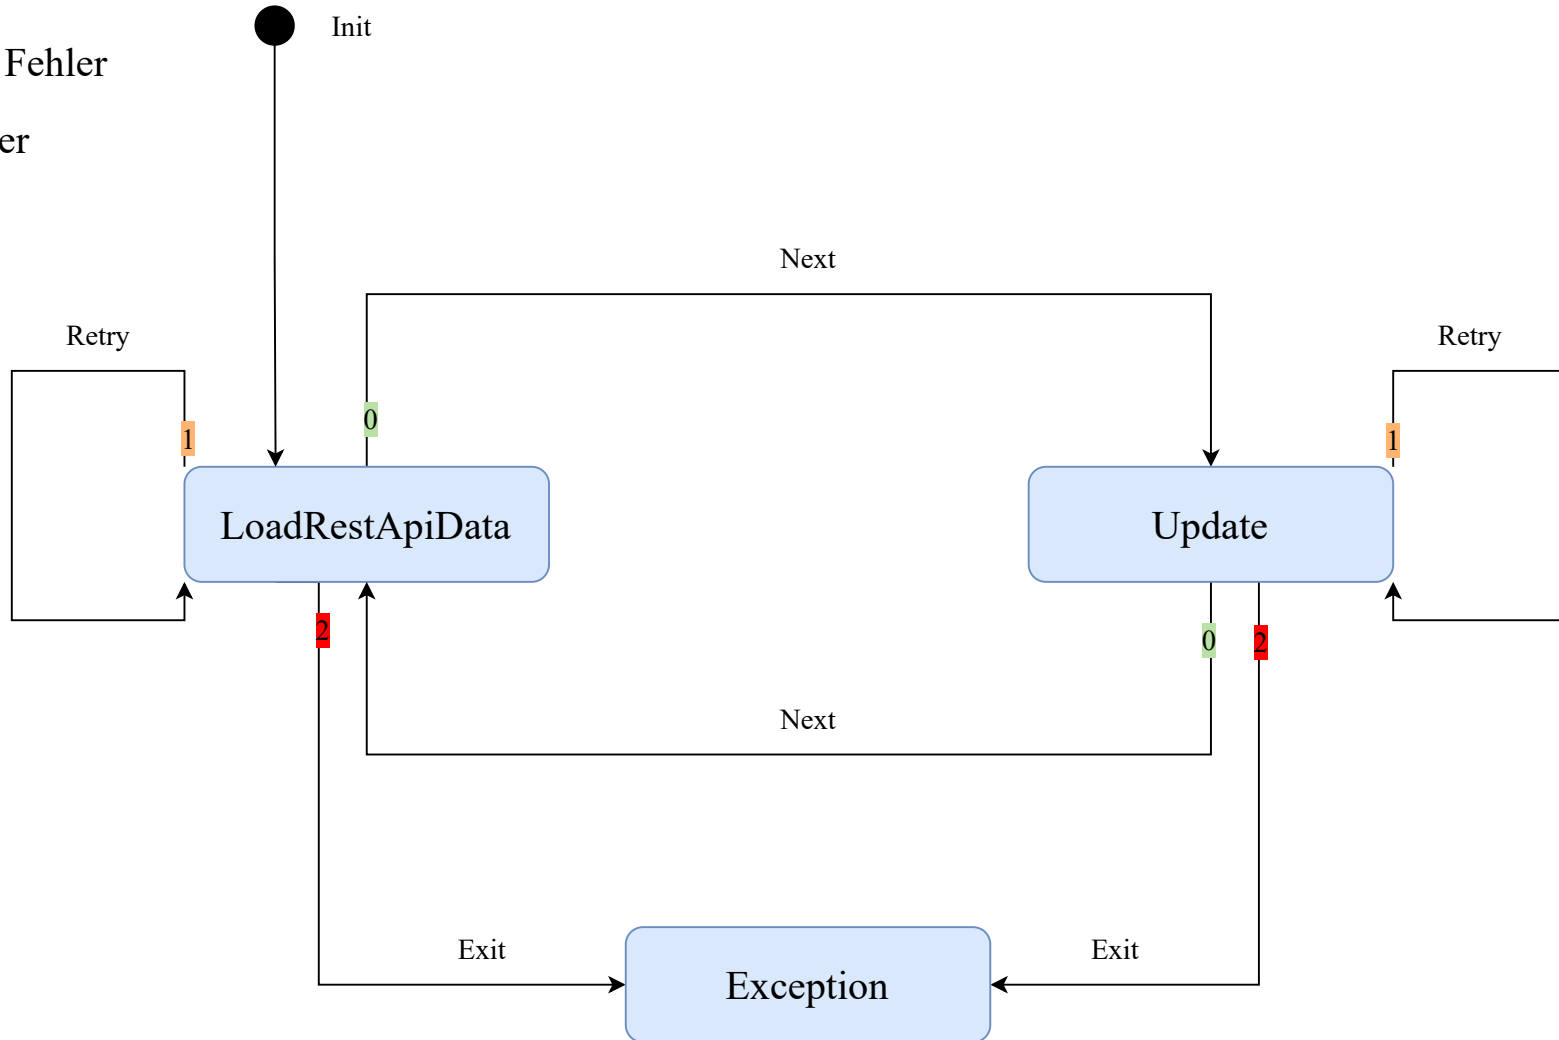 Init
Fehler
er
Next
Retry
Retry
0
1
1
LoadRestApiData
Update
2
0
2
Next
Exit
Exit
Exception